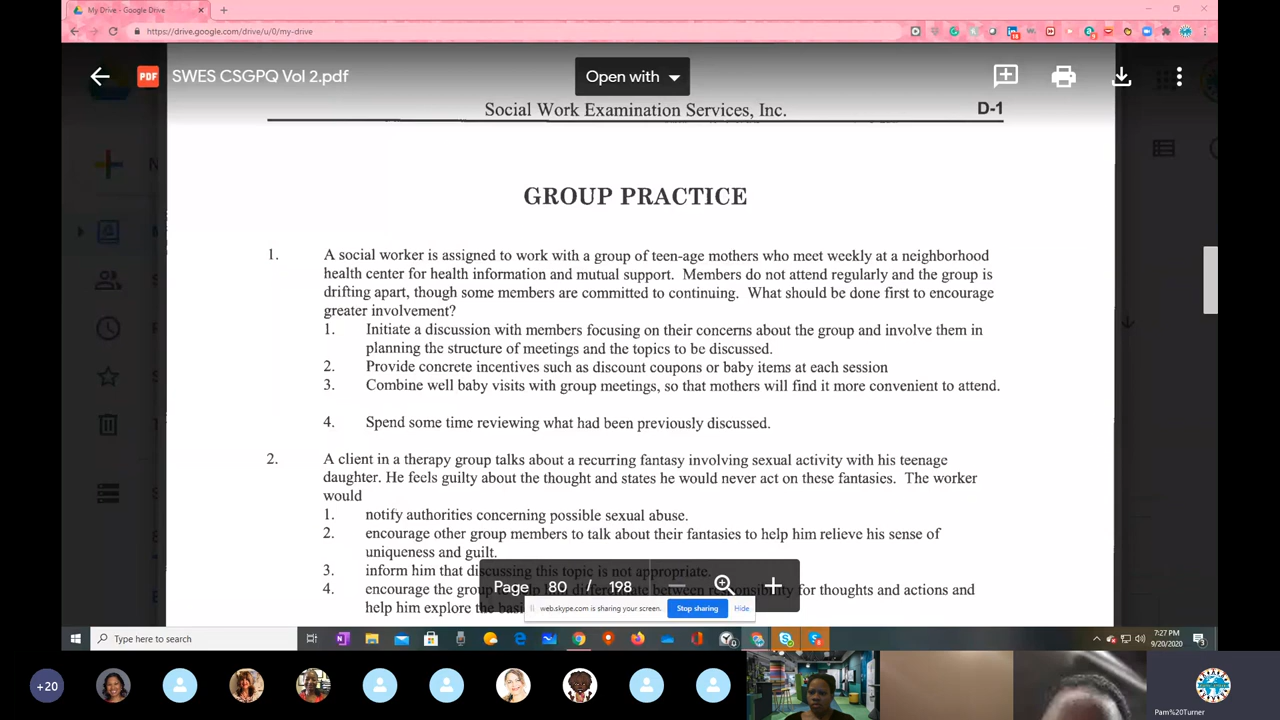 My Drive - Google Drive
https://drive.google.com/drive/u/0/my-drive
PDF SWES CSGPQ Vol 2.pdf
Open with
Social Work Examination Services, Inc. D-1
GROUP PRACTICE
1. A social worker is assigned to work with a group of teen-age mothers who meet weekly at a neighborhood
health center for health information and mutual support. Members do not attend regularly and the group is
drifting apart, though some members are committed to continuing. What should be done first to encourage
greater involvement?
1. Initiate a discussion with members focusing on their concerns about the group and involve them in
planning the structure of meetings and the topics to be discussed.
2. Provide concrete incentives such as discount coupons or baby items at each session
3. Combine well baby visits with group meetings, so that mothers will find it more convenient to attend.
4. Spend some time reviewing what had been previously discussed.
2. A client in a therapy group talks about a recurring fantasy involving sexual activity with his teenage
daughter. He feels guilty about the thought and states he would never act on these fantasies. The worker
would
1. notify authorities concerning possible sexual abuse.
2. encourage other group members to talk about their fantasies to help him relieve his sense of
uniqueness and guilt.
3. inform him that discussing this topic is not appropriate.
4. encourage the group to help him differentiate between responsibility for thoughts and actions and
help him explore the basi
Page 80 / 198
web.skype.com is sharing your screen. Stop sharing Hide
Type here to search
7:27 PM
9/20/2020
+20
Pam%20Turner